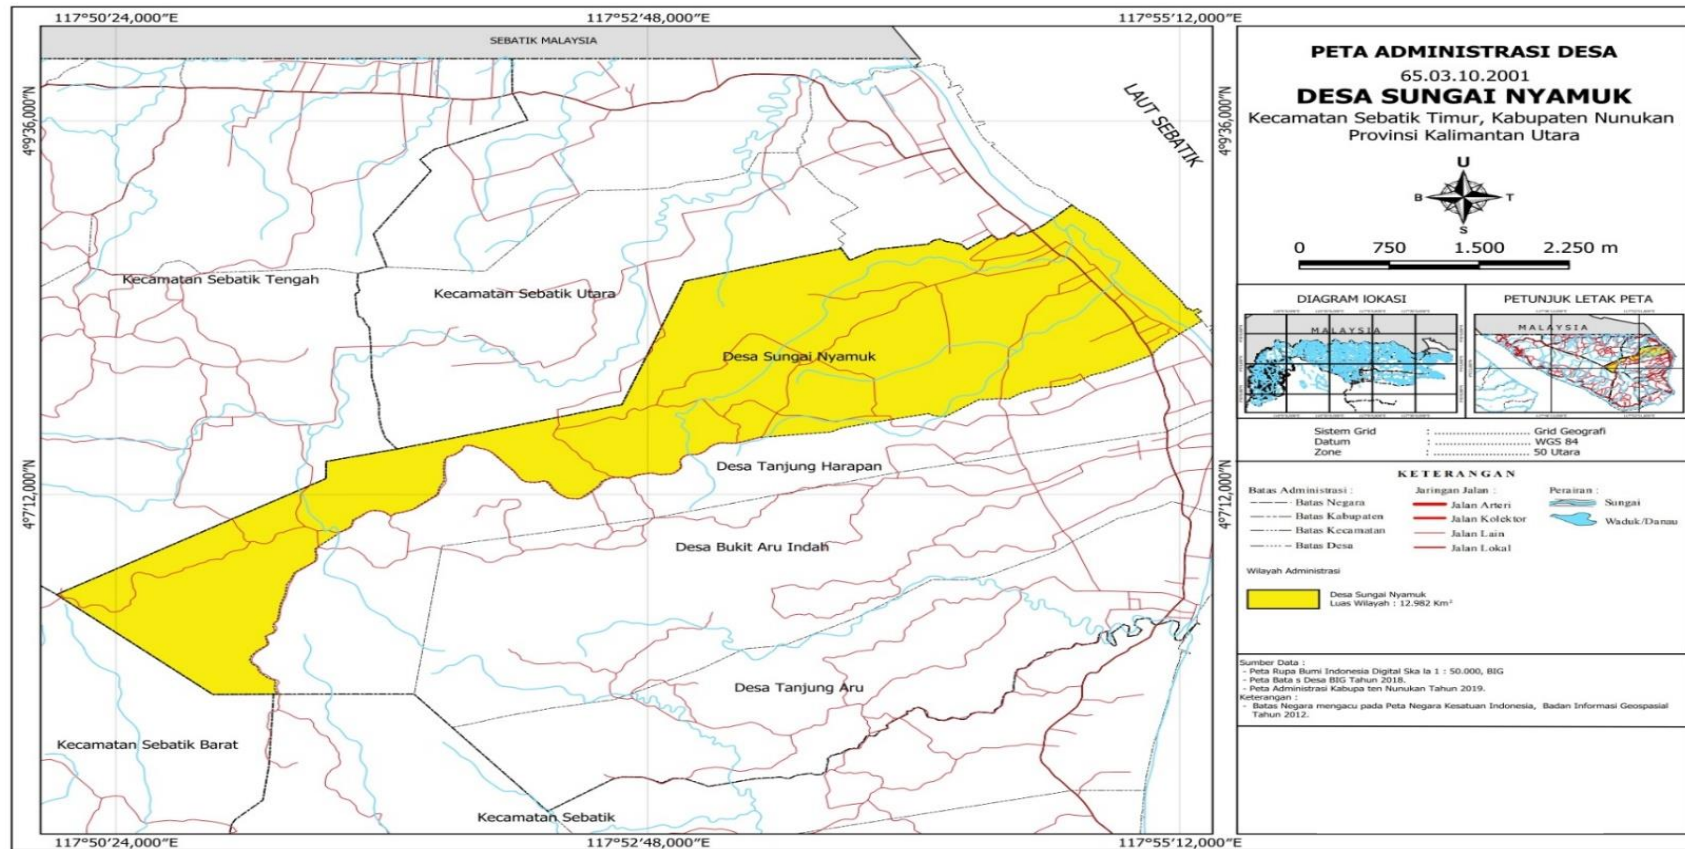 117°50′24,000″E
117°52′48,000″E
117°55′12,000″E
SEBATIK MALAYSIA
4°9′36,000″N
4°9′36,000″N
LAUT SEBATIK
Kecamatan Sebatik Tengah
Kecamatan Sebatik Utara
Desa Sungai Nyamuk
Desa Tanjung Harapan
4°7′12,000″N
4°7′12,000″N
Desa Bukit Aru Indah
Desa Tanjung Aru
Kecamatan Sebatik Barat
Kecamatan Sebatik
117°50′24,000″E
117°52′48,000″E
117°55′12,000″E
PETA ADMINISTRASI DESA
65.03.10.2001
DESA SUNGAI NYAMUK
Kecamatan Sebatik Timur, Kabupaten Nunukan
Provinsi Kalimantan Utara
U
B T
S
0 750 1.500 2.250 m
DIAGRAM lOKASI
MALAYSIA
PETUNJUK LETAK PETA
MALAYSIA
Sistem Grid : ........................ Grid Geografi
Datum : ........................ WGS 84
Zone : ........................ 50 Utara
KETERANGAN
Batas Administrasi :
Batas Negara
Batas Kabupaten
Batas Kecamatan
Batas Desa
Jaringan Jalan :
Jalan Arteri
Jalan Kolektor
Jalan Lain
Jalan Lokal
Perairan :
Sungai
Waduk/Danau
Wilayah Administrasi
Desa Sungai Nyamuk
Luas Wilayah : 12.982 Km²
Sumber Data :
- Peta Rupa Bumi Indonesia Digital Ska la 1 : 50.000, BIG
- Peta Bata s Desa BIG Tahun 2018.
- Peta Administrasi Kabupa ten Nunukan Tahun 2019.
Keterangan :
- Batas Negara mengacu pada Peta Negara Kesatuan Indonesia, Badan Informasi Geospasial
Tahun 2012.